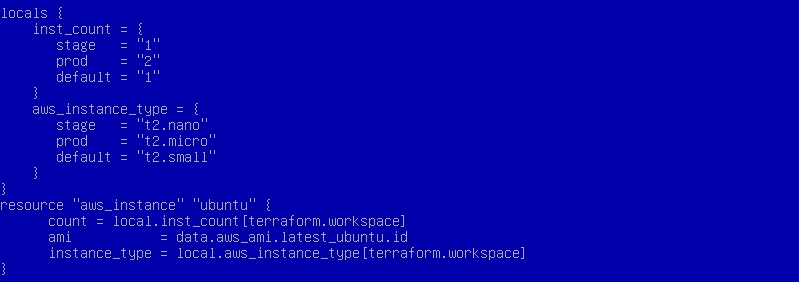 locals {
    inst_count = {
       stage   = "1"
       prod    = "2"
       default = "1"
    }
    aws_instance_type = {
       stage   = "t2.nano"
       prod    = "t2.micro"
       default = "t2.small"
    }
}
resource "aws_instance" "ubuntu" {
      count = local.inst_count[terraform.workspace]
      ami           = data.aws_ami.latest_ubuntu.id
      instance_type = local.aws_instance_type[terraform.workspace]
}